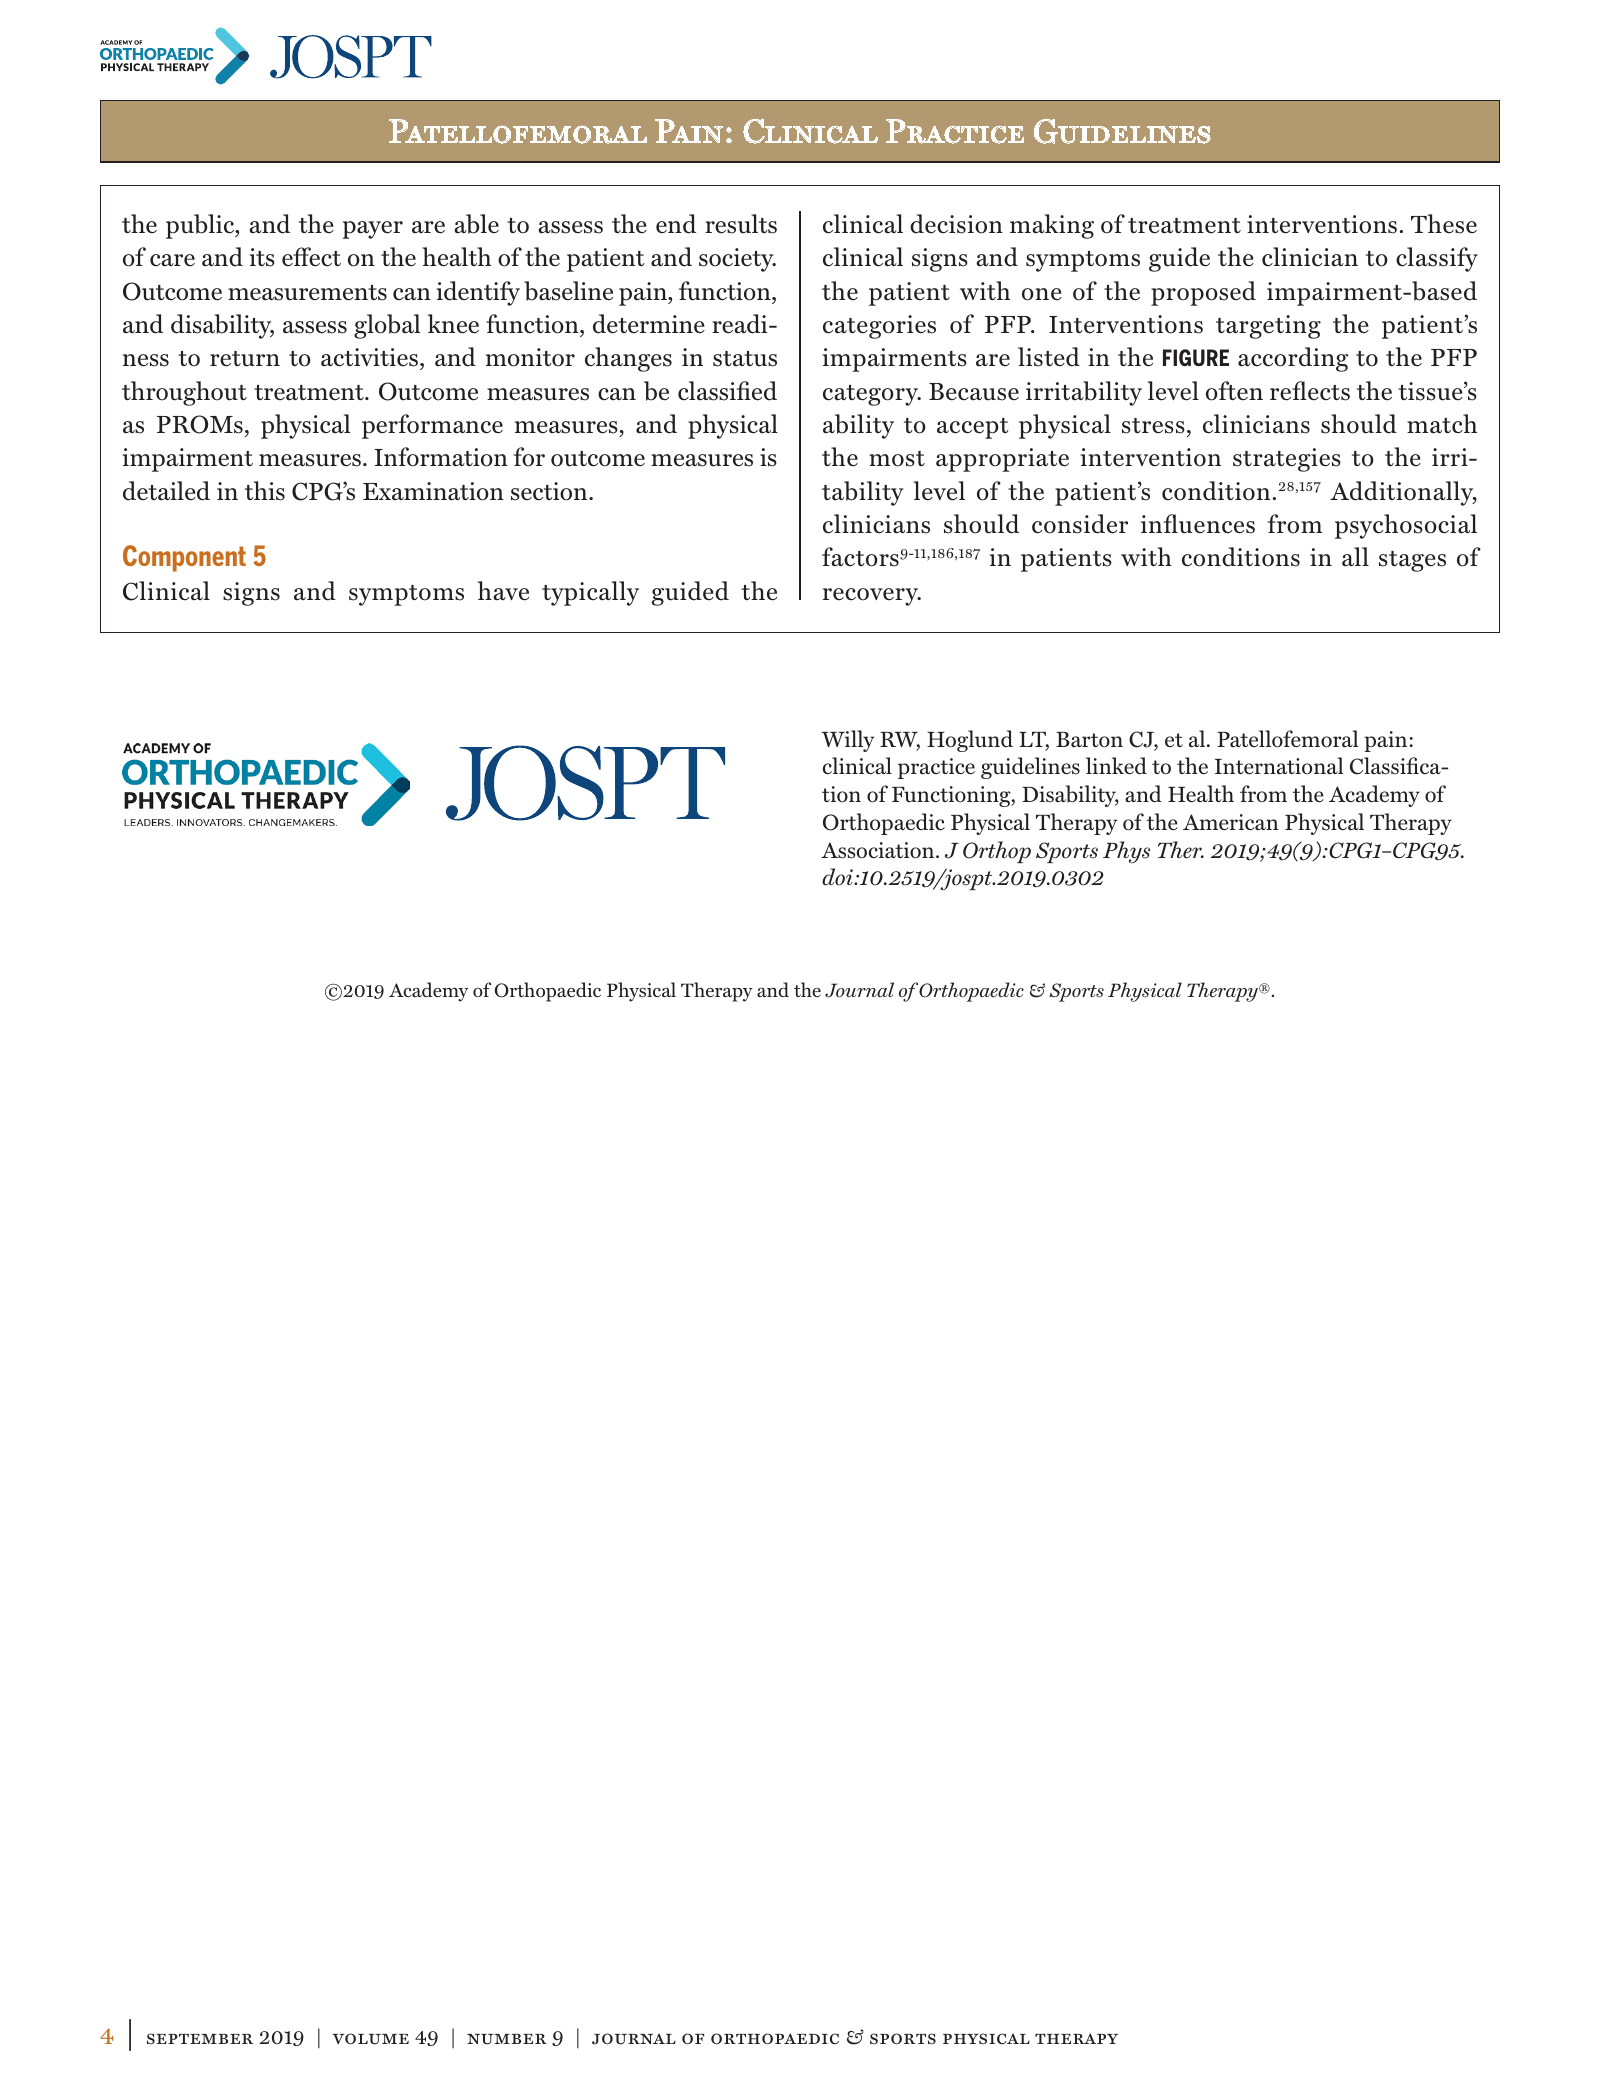 ACADEMY OF
ORTHOPAEDIC
PHYSICAL THERAPY
JOSPT
Patellofemoral Pain: Clinical Practice Guidelines
the public, and the payer are able to assess the end results
of care and its effect on the health of the patient and society.
Outcome measurements can identify baseline pain, function,
and disability, assess global knee function, determine readi-
ness to return to activities, and monitor changes in status
throughout treatment. Outcome measures can be classified
as PROMs, physical performance measures, and physical
impairment measures. Information for outcome measures is
detailed in this CPG’s Examination section.
Component 5
Clinical signs and symptoms have typically guided the
clinical decision making of treatment interventions. These
clinical signs and symptoms guide the clinician to classify
the patient with one of the proposed impairment-based
categories of PFP. Interventions targeting the patient’s
impairments are listed in the FIGURE according to the PFP
category. Because irritability level often reflects the tissue’s
ability to accept physical stress, clinicians should match
the most appropriate intervention strategies to the irri-
tability level of the patient’s condition.28,157 Additionally,
clinicians should consider influences from psychosocial
factors9-11,186,187 in patients with conditions in all stages of
recovery.
ACADEMY OF
ORTHOPAEDIC
PHYSICAL THERAPY
LEADERS. INNOVATORS. CHANGEMAKERS.
JOSPT
Willy RW, Hoglund LT, Barton CJ, et al. Patellofemoral pain:
clinical practice guidelines linked to the International Classifica-
tion of Functioning, Disability, and Health from the Academy of
Orthopaedic Physical Therapy of the American Physical Therapy
Association. J Orthop Sports Phys Ther. 2019;49(9):CPG1–CPG95.
doi:10.2519/jospt.2019.0302
©2019 Academy of Orthopaedic Physical Therapy and the Journal of Orthopaedic & Sports Physical Therapy®.
4 | september 2019 | volume 49 | number 9 | journal of orthopaedic & sports physical therapy